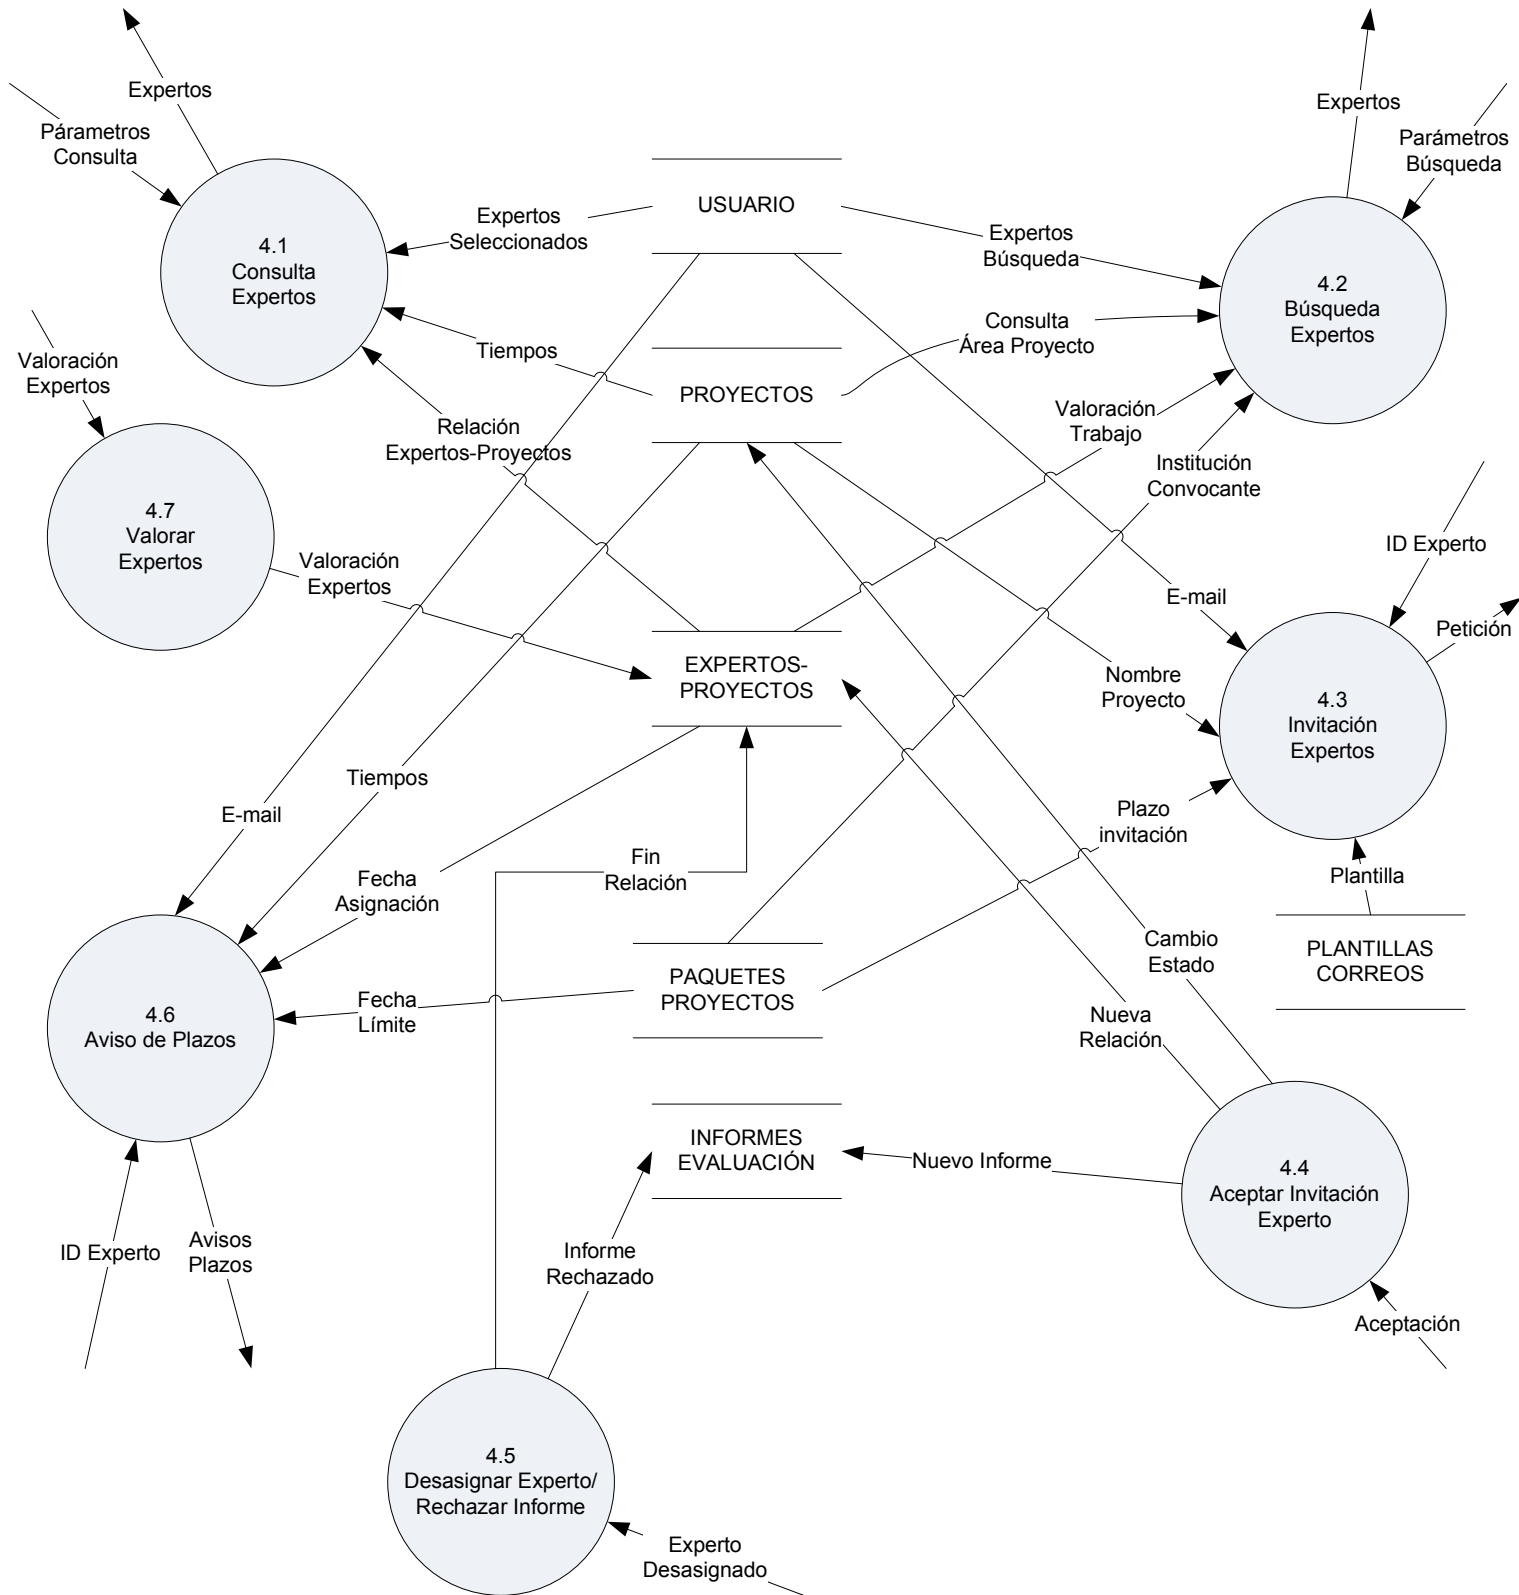 Expertos
Párametros
Consulta
4.1
Consulta
Expertos
Expertos
Seleccionados
USUARIO
Expertos
Búsqueda
Expertos
Parámetros
Búsqueda
4.2
Búsqueda
Expertos
Tiempos
PROYECTOS
Consulta
Área Proyecto
Valoración
Expertos
Relación
Expertos-Proyectos
Valoración
Trabajo
Institución
Convocante
4.7
Valorar
Expertos
Valoración
Expertos
EXPERTOS-
PROYECTOS
E-mail
ID Experto
Petición
Nombre
Proyecto
4.3
Invitación
Expertos
E-mail
Tiempos
Plazo
invitación
Fecha
Asignación
Fin
Relación
Plantilla
PLANTILLAS
CORREOS
Cambio
Estado
4.6
Aviso de Plazos
Fecha
Límite
PAQUETES
PROYECTOS
Nueva
Relación
INFORMES
EVALUACIÓN
Nuevo Informe
4.4
Aceptar Invitación
Experto
ID Experto
Avisos
Plazos
Informe
Rechazado
Aceptación
4.5
Desasignar Experto/
Rechazar Informe
Experto
Desasignado